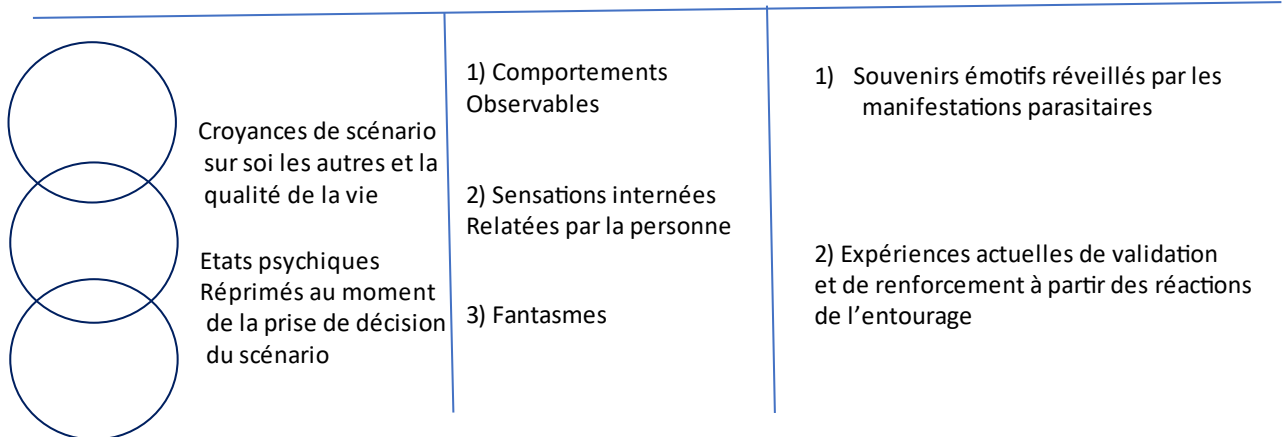 Croyances de scénario
sur soi les autres et la
qualité de la vie
Etats psychiques
Réprimés au moment
de la prise de décision
du scénario
1) Comportements
Observables
2) Sensations internées
Relatées par la personne
3) Fantasmes
1) Souvenirs émotifs réveillés par les
manifestations parasitaires
2) Expériences actuelles de validation
et de renforcement à partir des réactions
de l’entourage